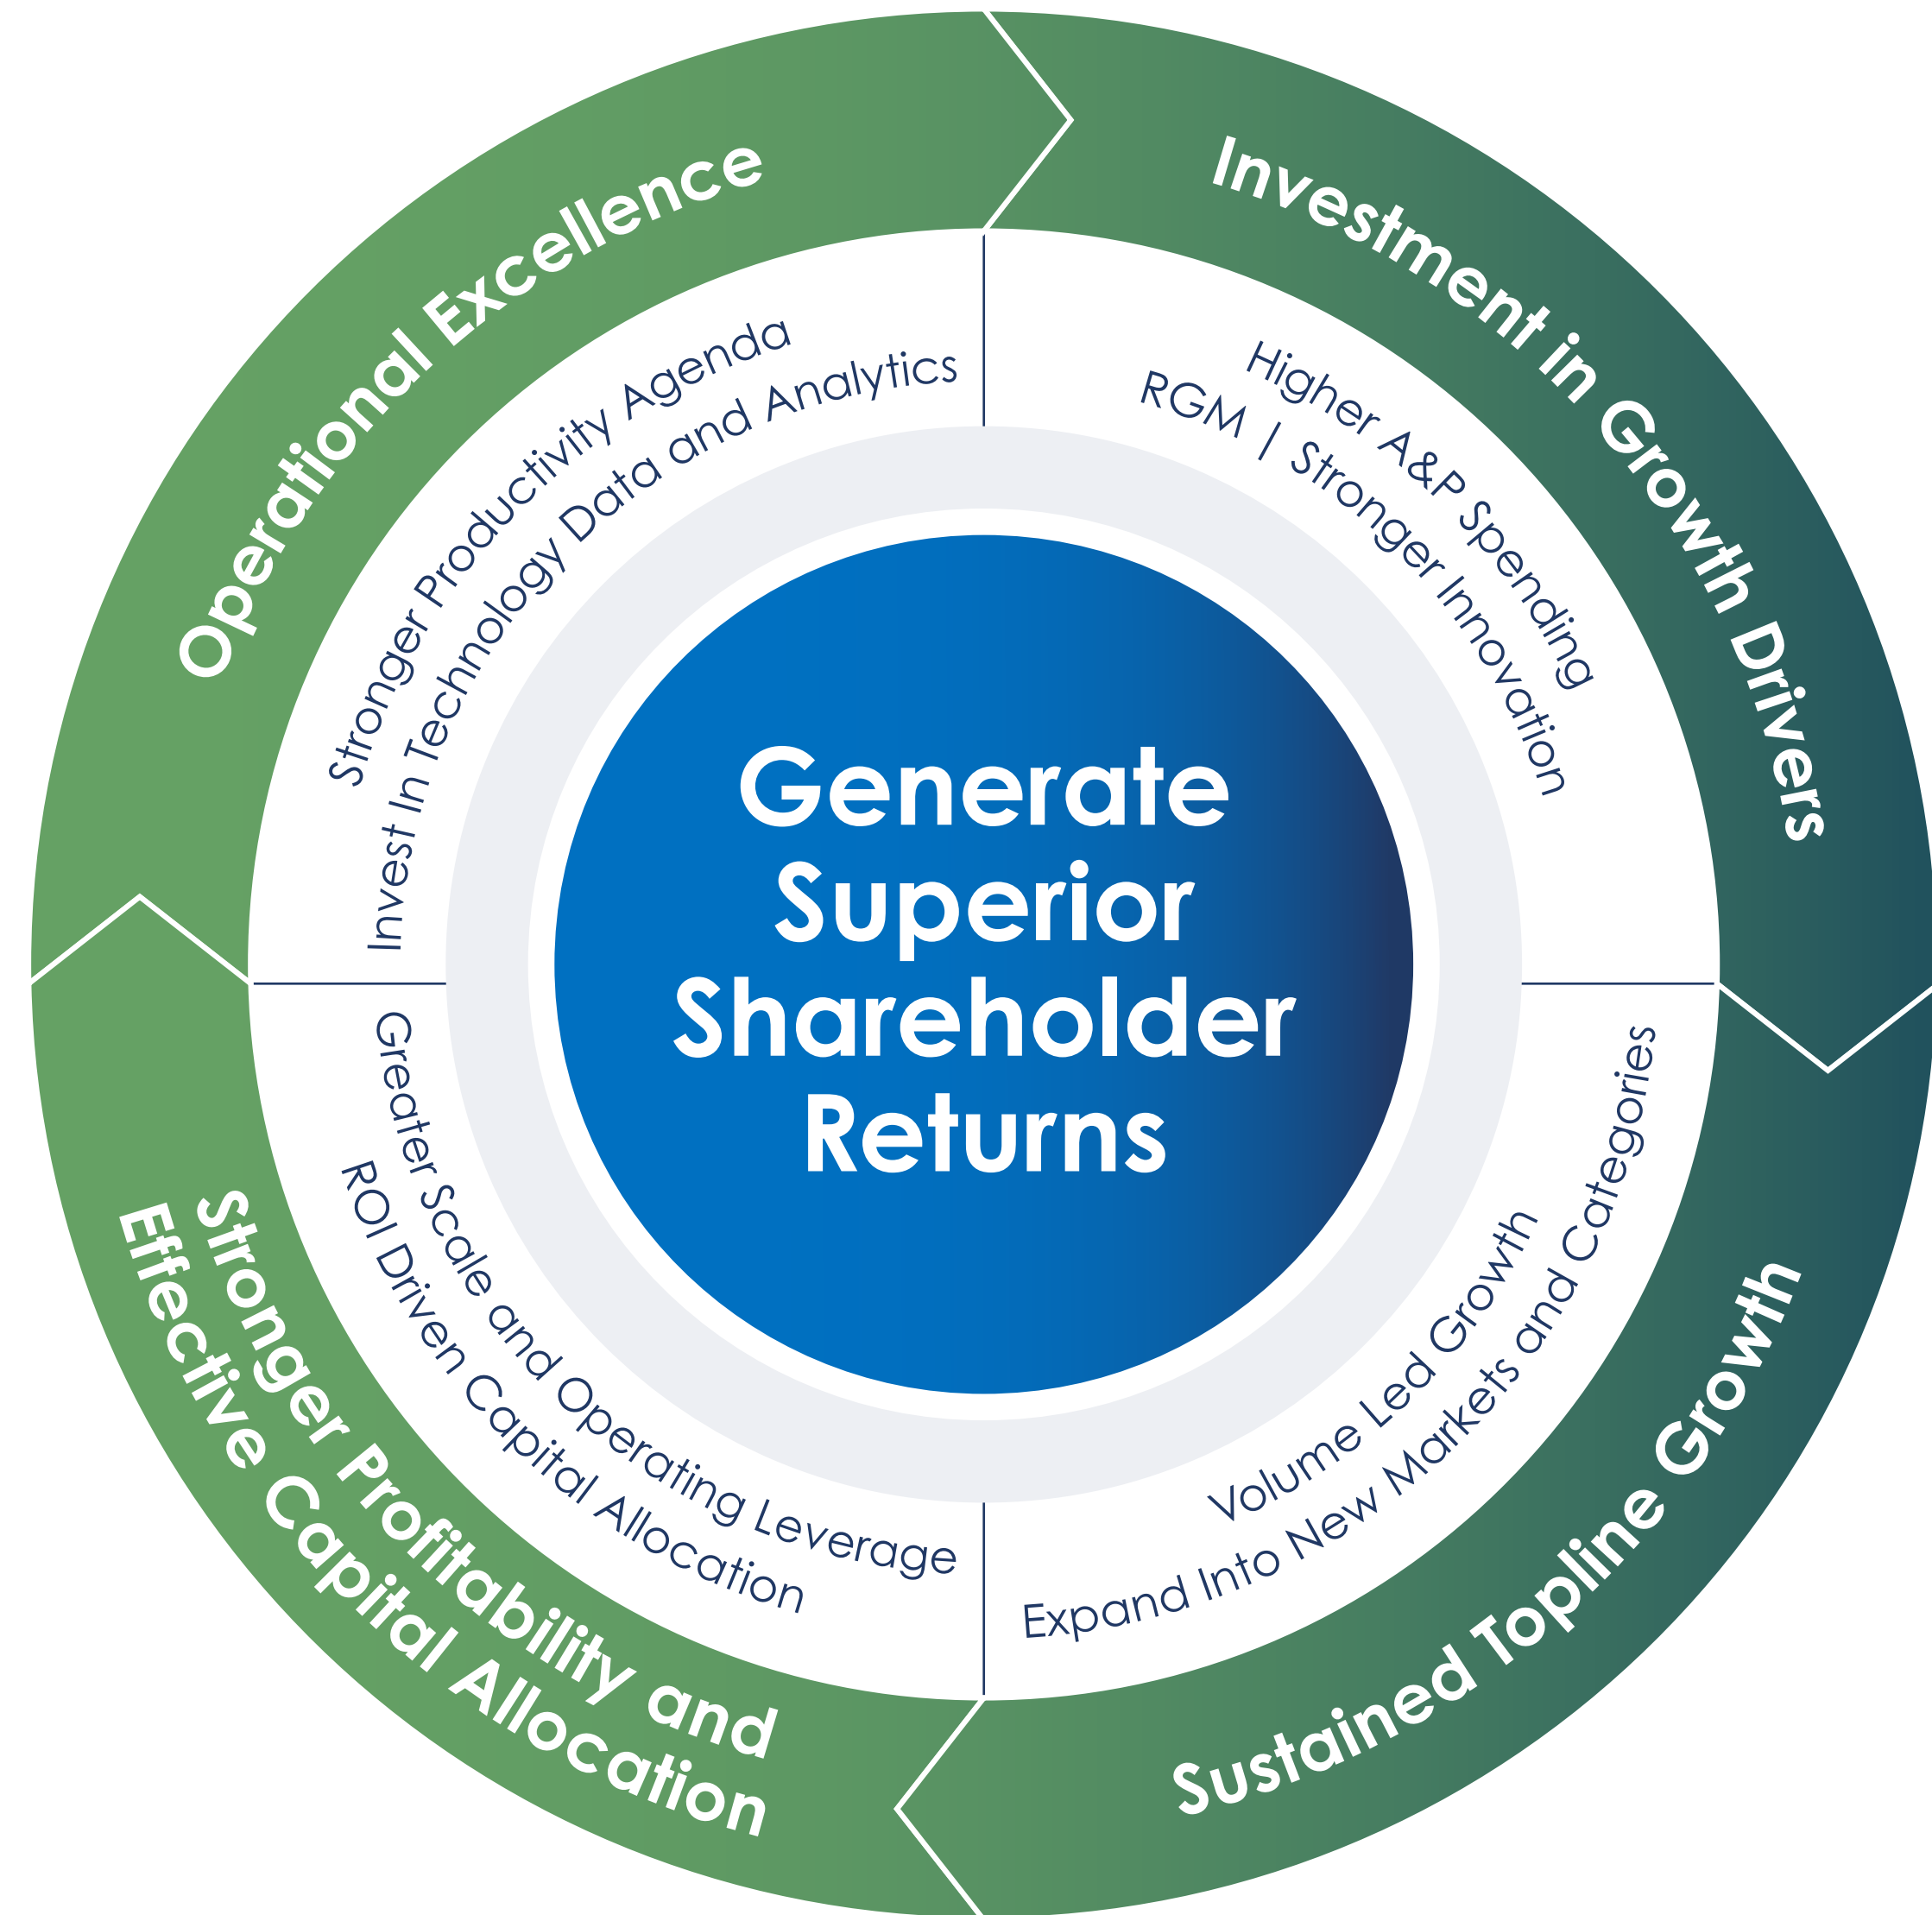 Operational Excellence
Stronger Productivity Agenda
Invest In Technology Data and Analytics
Investment in Growth Drivers
Higher A&P Spending
RGM | Stronger Innovation
Generate
Superior
Shareholder
Returns
Sustained Topline Growth
Volume Led Growth
Expand Into New Markets and Categories
Stronger Profitability and
Effective Capital Allocation
Greater Scale and Operating Leverage
ROI Driven Capital Allocation